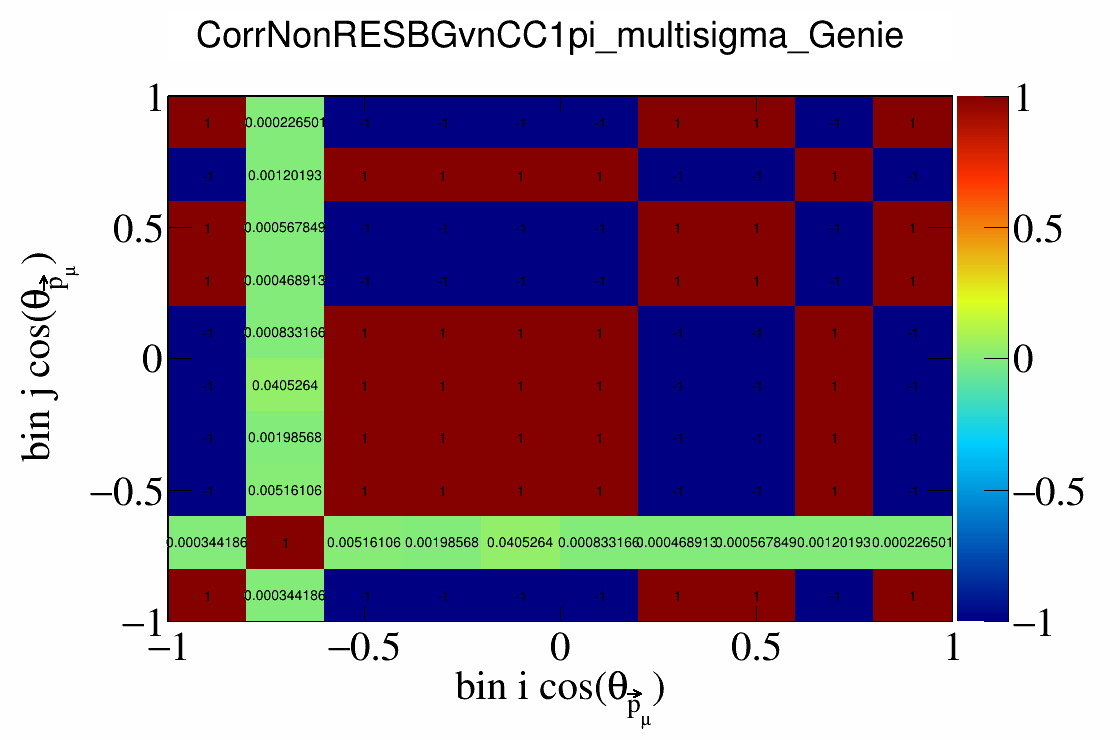 CorrNonRESBGvnCC1pi_multisigma_Genie
1 1 0.000226501 -1 -1 -1 -1 1 1 -1 1 1
-1 0.00120193 1 1 1 1 -1 -1 1 -1
0.5 1 0.000567849 -1 -1 -1 -1 1 1 -1 1 0.5
1 0.000468913 -1 -1 -1 -1 1 1 -1 1
-1 0.000833166 1 1 1 1 -1 -1 1 -1
0 -1 0.0405264 1 1 1 1 -1 -1 1 -1 0
-1 0.00198568 1 1 1 1 -1 -1 1 -1
−0.5 -1 0.00516106 1 1 1 1 -1 -1 1 -1 −0.5
0.000344186 1 0.00516106 0.00198568 0.0405264 0.000833166 0.000468913 0.000567849 0.00120193 0.000226501
−1 1 0.000344186 -1 -1 -1 -1 1 1 -1 1 −1
−1 −0.5 0 0.5 1
bin i cos(θp⃗μ)
bin j cos(θp⃗μ)